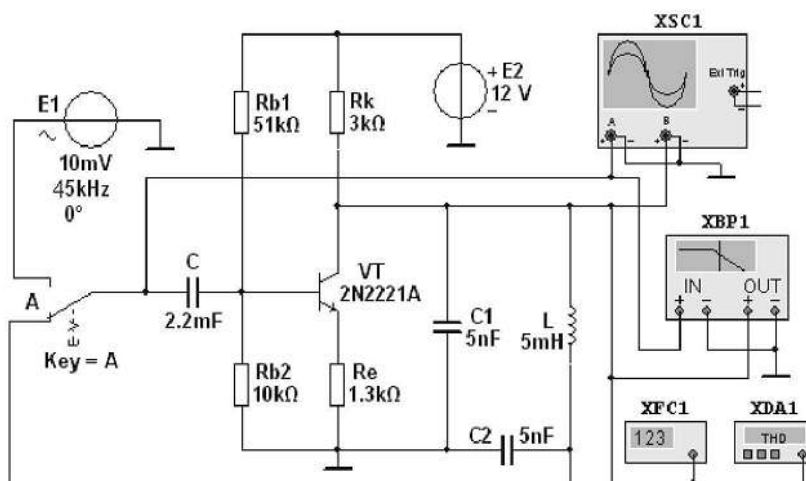 XSC1
Ext Trig
+
−
A
B
+ −
+ −
E1
10mV
45kHz
0°
Rb1
51kΩ
Rk
3kΩ
+ E2
12 V
−
XBP1
IN OUT
+ − + −
A
Key = A
C
2.2mF
VT
2N2221A
C1
5nF
L
5mH
Rb2
10kΩ
Re
1.3kΩ
C2 5nF
XFC1
123
XDA1
THD